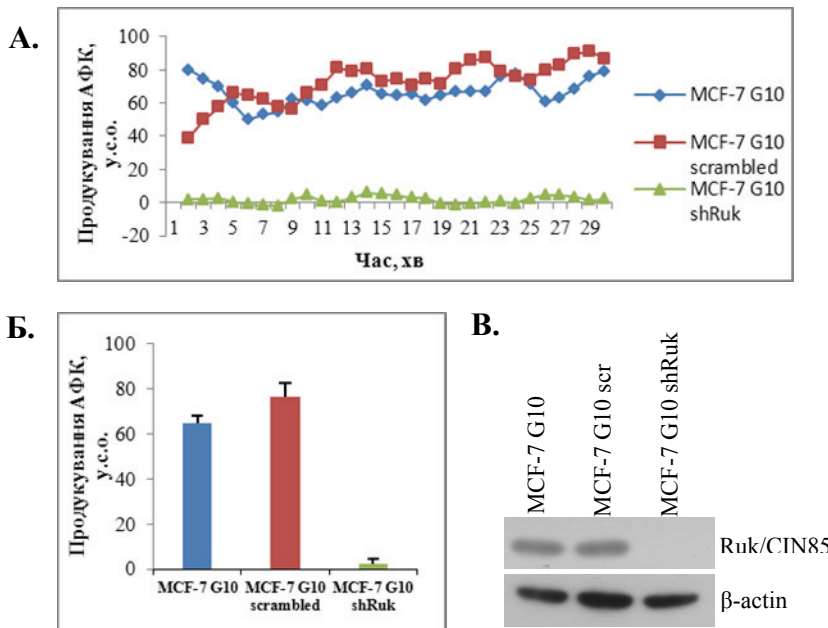 А.
Продукування АФК,
у.с.о.
100
80
60
40
20
0
-20
1 3 5 7 9 11 13 15 17 19 21 23 25 27 29
Час, хв
MCF-7 G10
MCF-7 G10
scrambled
MCF-7 G10
shRuk
Б.
Продукування АФК,
у.с.о.
100
80
60
40
20
0
MCF-7 G10
MCF-7 G10
scrambled
MCF-7 G10
shRuk
В.
MCF-7 G10
MCF-7 G10 scr
MCF-7 G10 shRuk
Ruk/CIN85
β-actin